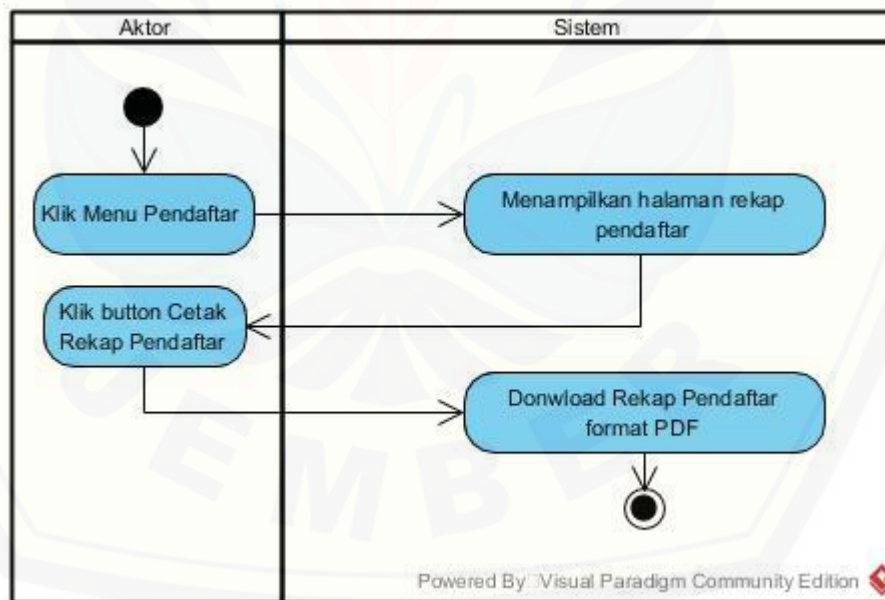 Aktor
Sistem
Klik Menu Pendaftar
Menampilkan halaman rekap
pendaftar
Klik button Cetak
Rekap Pendaftar
Donwload Rekap Pendaftar
format PDF
EMBER
Powered By Visual Paradigm Community Edition